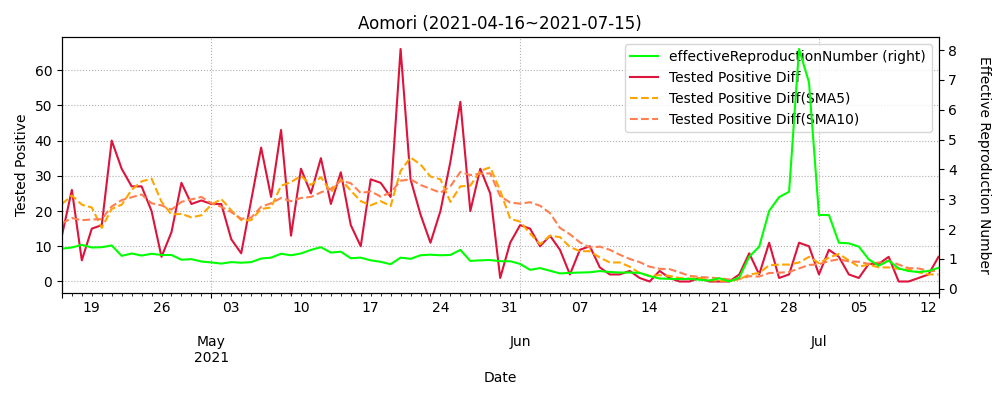 Aomori (2021-04-16~2021-07-15)
effectiveReproductionNumber (right)
Tested Positive Diff
Tested Positive Diff(SMA5)
Tested Positive Diff(SMA10)
Tested Positive
60
50
40
30
20
10
0
Effective Reproduction Number
8
7
6
5
4
3
2
1
0
19 26 03 10 17 24 31 07 14 21 28 05 12
May Jun Jul
2021
Date